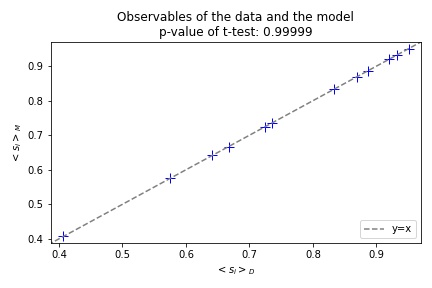 Observables of the data and the model
p-value of t-test: 0.99999
0.9
0.8
0.7
0.6
0.5
0.4
< s_i >_M
0.4 0.5 0.6 0.7 0.8 0.9
< s_i >_D
y=x